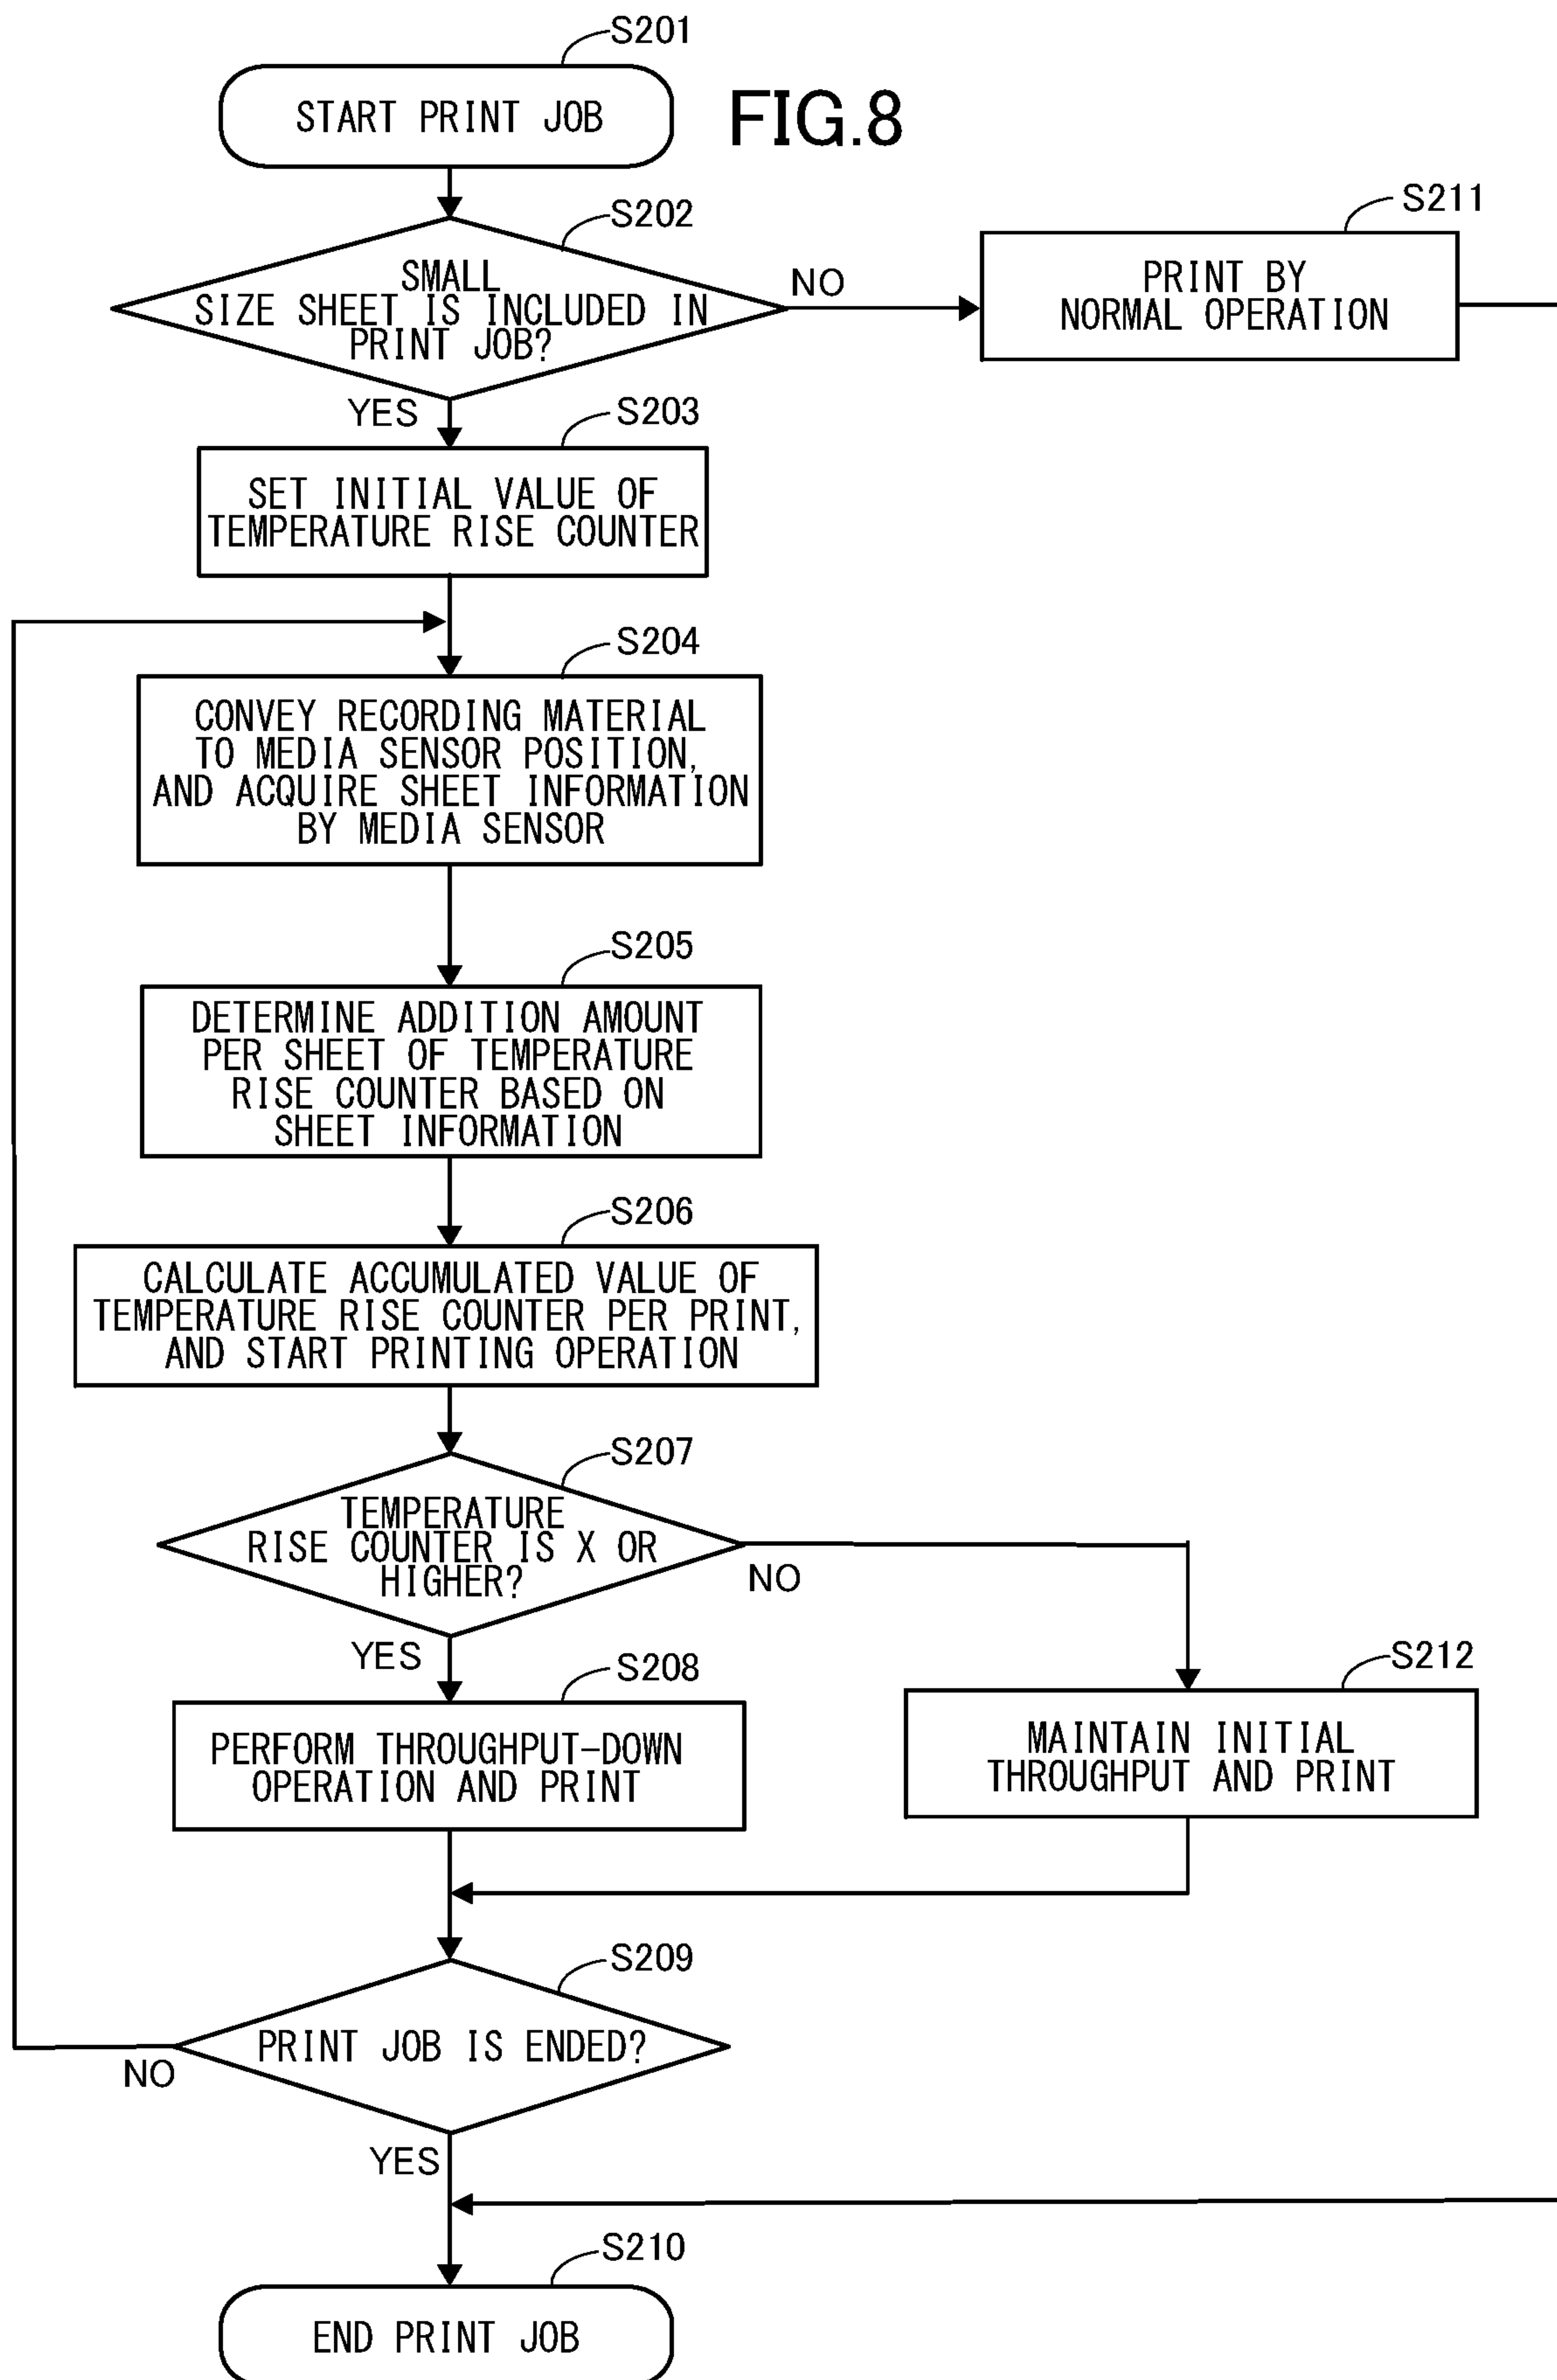 S201
START PRINT JOB
FIG.8
S202
SMALL
SIZE SHEET IS INCLUDED IN
PRINT JOB?
NO
S211
PRINT BY
NORMAL OPERATION
YES
S203
SET INITIAL VALUE OF
TEMPERATURE RISE COUNTER
S204
CONVEY RECORDING MATERIAL
TO MEDIA SENSOR POSITION,
AND ACQUIRE SHEET INFORMATION
BY MEDIA SENSOR
S205
DETERMINE ADDITION AMOUNT
PER SHEET OF TEMPERATURE
RISE COUNTER BASED ON
SHEET INFORMATION
S206
CALCULATE ACCUMULATED VALUE OF
TEMPERATURE RISE COUNTER PER PRINT,
AND START PRINTING OPERATION
S207
TEMPERATURE
RISE COUNTER IS X OR
HIGHER?
NO
YES
S208
PERFORM THROUGHPUT-DOWN
OPERATION AND PRINT
S212
MAINTAIN INITIAL
THROUGHPUT AND PRINT
S209
PRINT JOB IS ENDED?
NO
YES
S210
END PRINT JOB